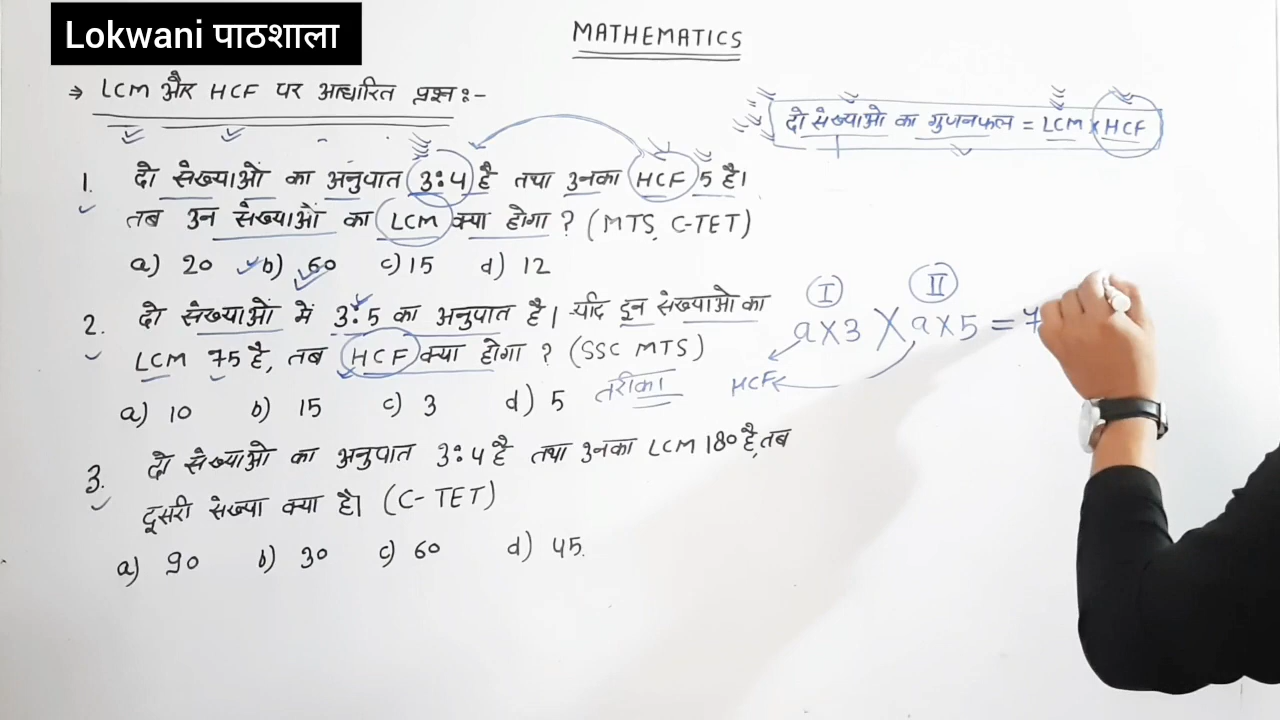 Lokwani पाठशाला
MATHEMATICS
⇒ LCM और HCF पर आधारित प्रश्न :-
दो संख्याओं का गुणनफल = LCM x HCF
1. दो संख्याओं का अनुपात 3:4 है तथा उनका HCF 5 है।
तब उन संख्याओं का LCM क्या होगा ? (MTS, C-TET)
a) 20 b) 60 c) 15 d) 12
2. दो संख्याओं में 3:5 का अनुपात है। यदि इन संख्याओं का
LCM 75 है, तब HCF क्या होगा ? (SSC MTS)
a) 10 b) 15 c) 3 d) 5 तरीका
I II
a x 3 X a x 5 = 7
HCF
3. दो संख्याओं का अनुपात 3:4 है तथा उनका LCM 180 है, तब
दूसरी संख्या क्या है। (C-TET)
a) 90 b) 30 c) 60 d) 45.